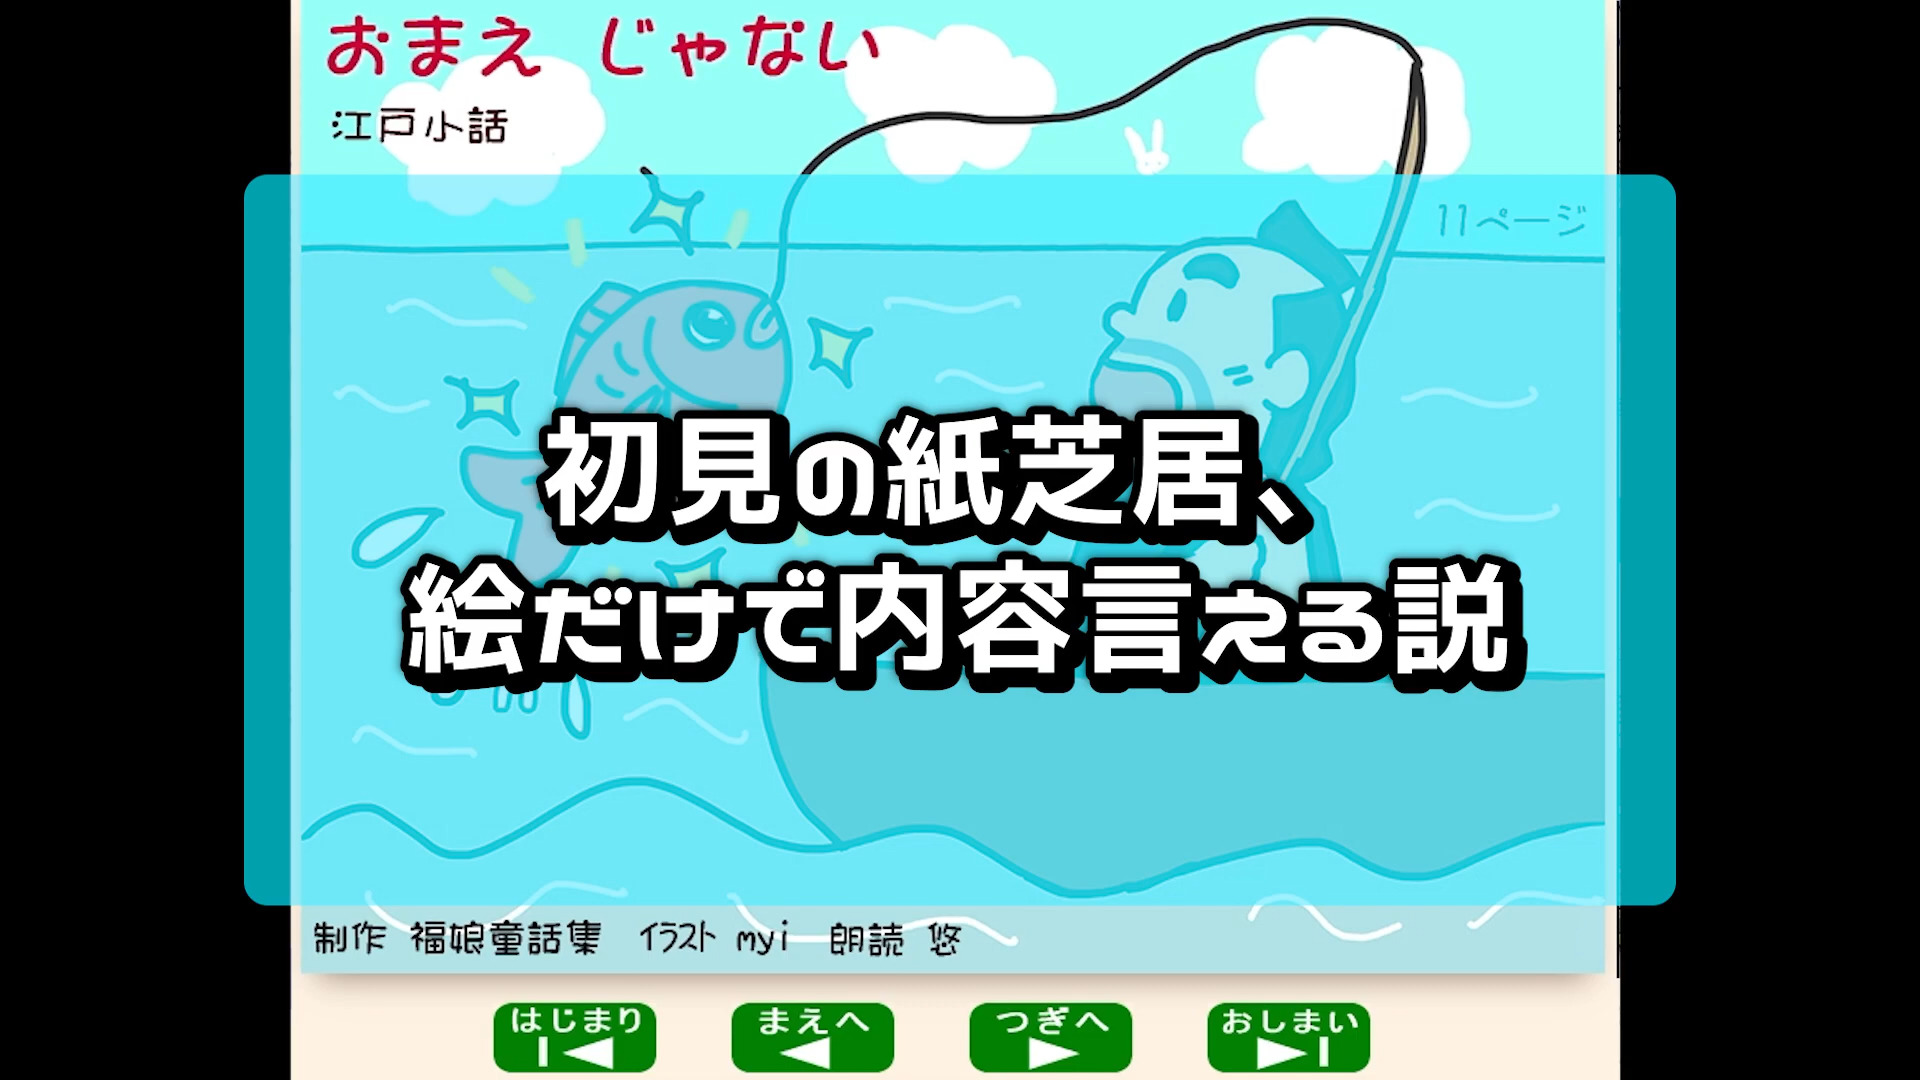 おまえ じゃない
江戸小話
11ページ
初見の紙芝居、
絵だけで内容言える説
制作 福娘童話集 イラスト myi 朗読 悠
はじまり
まえへ
つぎへ
おしまい